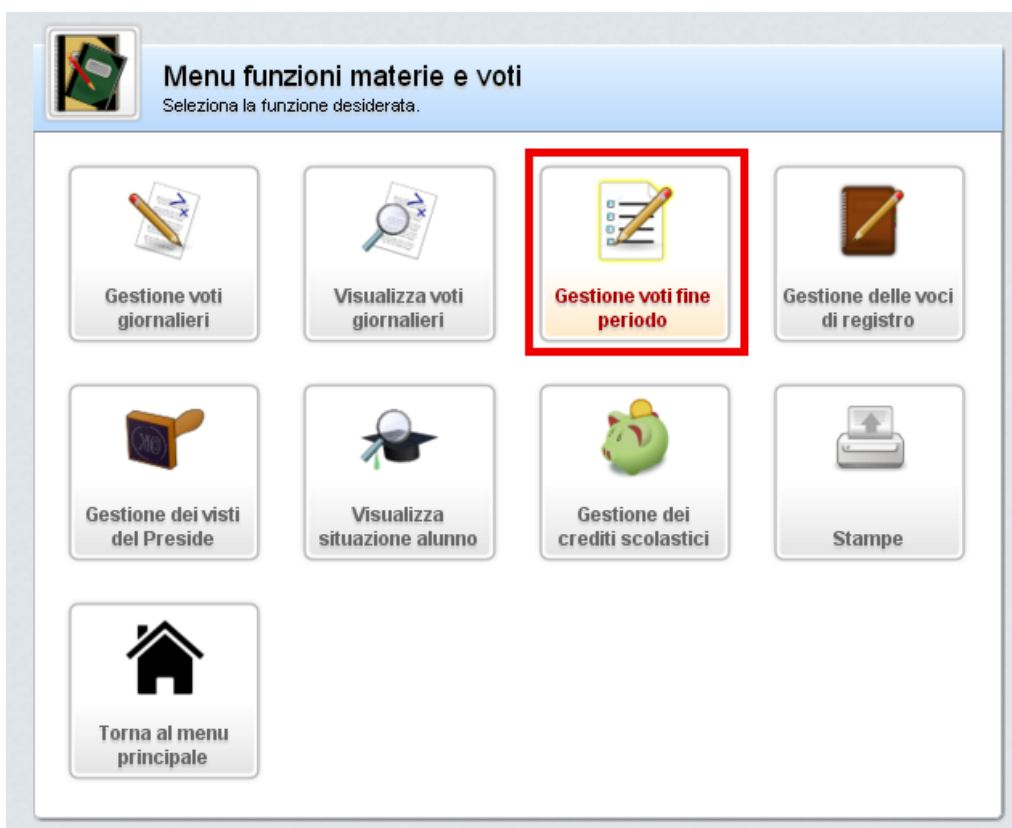 Menu funzioni materie e voti
Seleziona la funzione desiderata.
Gestione voti
giornalieri
Visualizza voti
giornalieri
Gestione voti fine
periodo
Gestione delle voci
di registro
Gestione dei visti
del Preside
Visualizza
situazione alunno
Gestione dei
crediti scolastici
Stampe
Torna al menu
principale